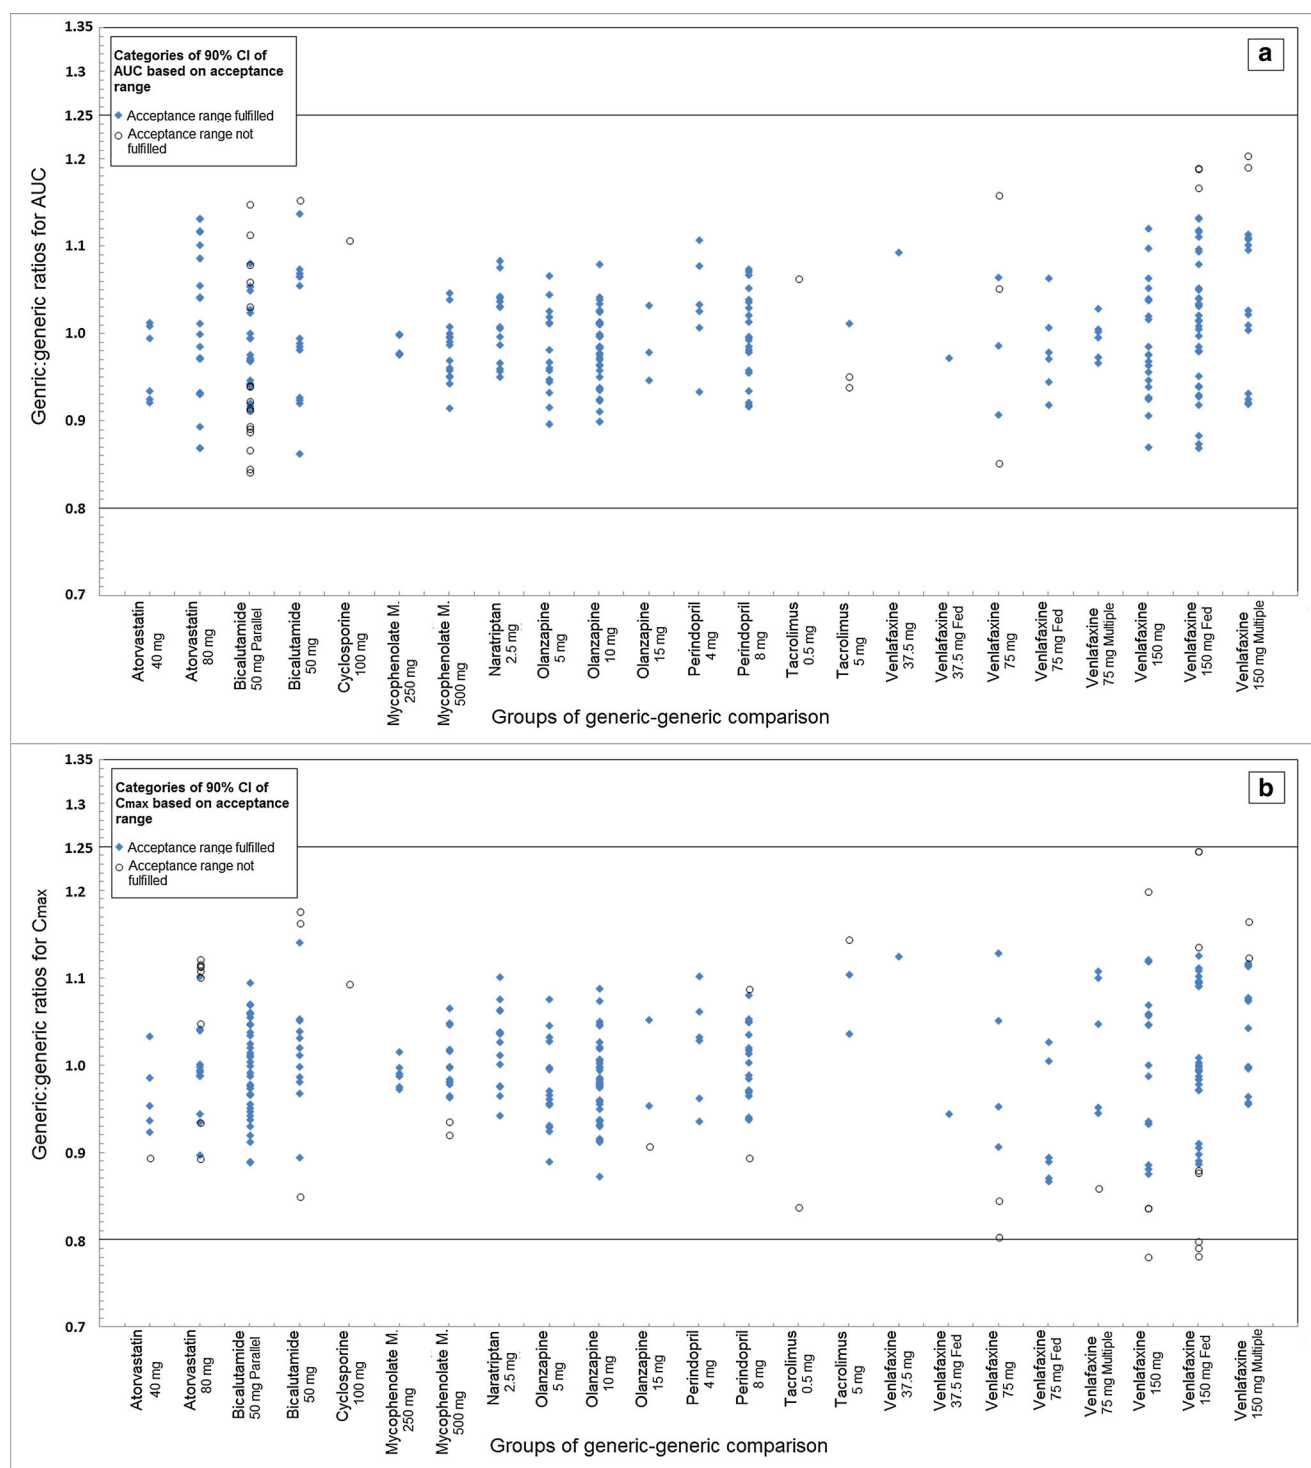 a
Categories of 90% CI of
AUC based on acceptance
range
Acceptance range fulfilled
Acceptance range not
fulfilled
1.35
1.3
1.25
1.2
1.1
1.0
0.9
0.8
0.7
Genric:generic ratios for AUC
Atorvastatin
40 mg
Atorvastatin
80 mg
Bicalutamide
50 mg Parallel
Bicalutamide
50 mg
Cyclosporine
100 mg
Mycophenolate M.
250 mg
Mycophenolate M.
500 mg
Naratriptan
2.5 mg
Olanzapine
5 mg
Olanzapine
10 mg
Olanzapine
15 mg
Perindopril
4 mg
Perindopril
8 mg
Tacrolimus
0.5 mg
Tacrolimus
5 mg
Venlafaxine
37.5 mg
Venlafaxine
37.5 mg Fed
Venlafaxine
75 mg
Venlafaxine
75 mg Fed
Venlafaxine
75 mg Multiple
Venlafaxine
150 mg
Venlafaxine
150 mg Fed
Venlafaxine
150 mg Multiple
Groups of generic-generic comparison
b
Categories of 90% CI of
Cmax based on acceptance
range
Acceptance range fulfilled
Acceptance range not
fulfilled
1.35
1.3
1.25
1.2
1.1
1.0
0.9
0.8
0.7
Generic:generic ratios for Cmax
Atorvastatin
40 mg
Atorvastatin
80 mg
Bicalutamide
50 mg Parallel
Bicalutamide
50 mg
Cyclosporine
100 mg
Mycophenolate M.
250 mg
Mycophenolate M.
500 mg
Naratriptan
2.5 mg
Olanzapine
5 mg
Olanzapine
10 mg
Olanzapine
15 mg
Perindopril
4 mg
Perindopril
8 mg
Tacrolimus
0.5 mg
Tacrolimus
5 mg
Venlafaxine
37.5 mg
Venlafaxine
37.5 mg Fed
Venlafaxine
75 mg
Venlafaxine
75 mg Fed
Venlafaxine
75 mg Multiple
Venlafaxine
150 mg
Venlafaxine
150 mg Fed
Venlafaxine
150 mg Multiple
Groups of generic-generic comparison